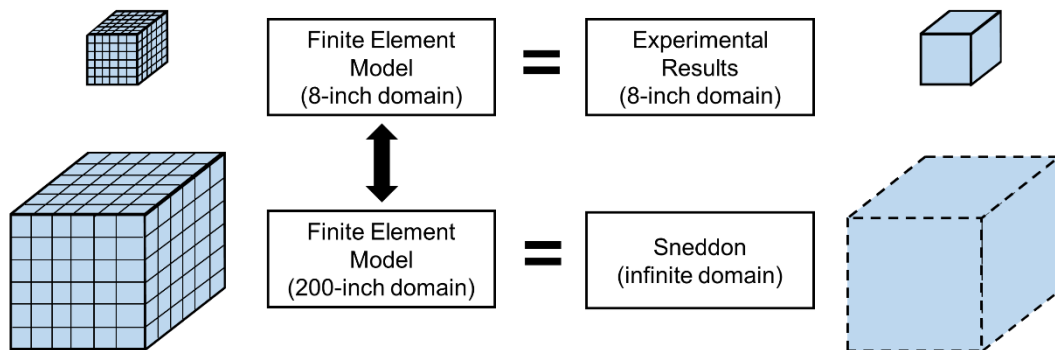 Finite Element
Model
(8-inch domain)
=
Experimental
Results
(8-inch domain)
Finite Element
Model
(200-inch domain)
=
Sneddon
(infinite domain)